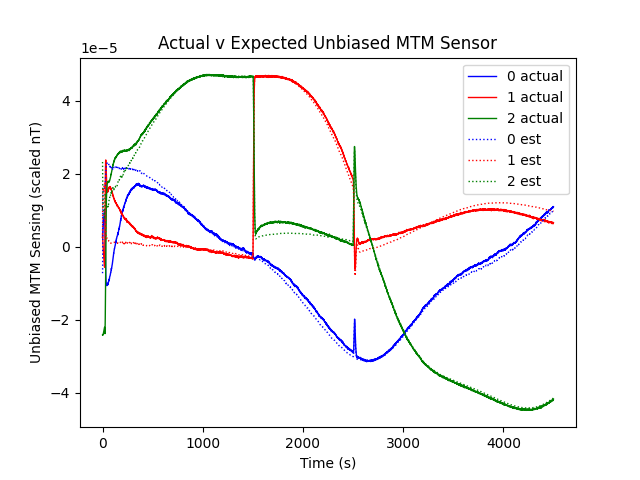 Actual v Expected Unbiased MTM Sensor
1e−5
4
2
0
−2
−4
Unbiased MTM Sensing (scaled nT)
0 actual
1 actual
2 actual
0 est
1 est
2 est
0
1000
2000
3000
4000
Time (s)